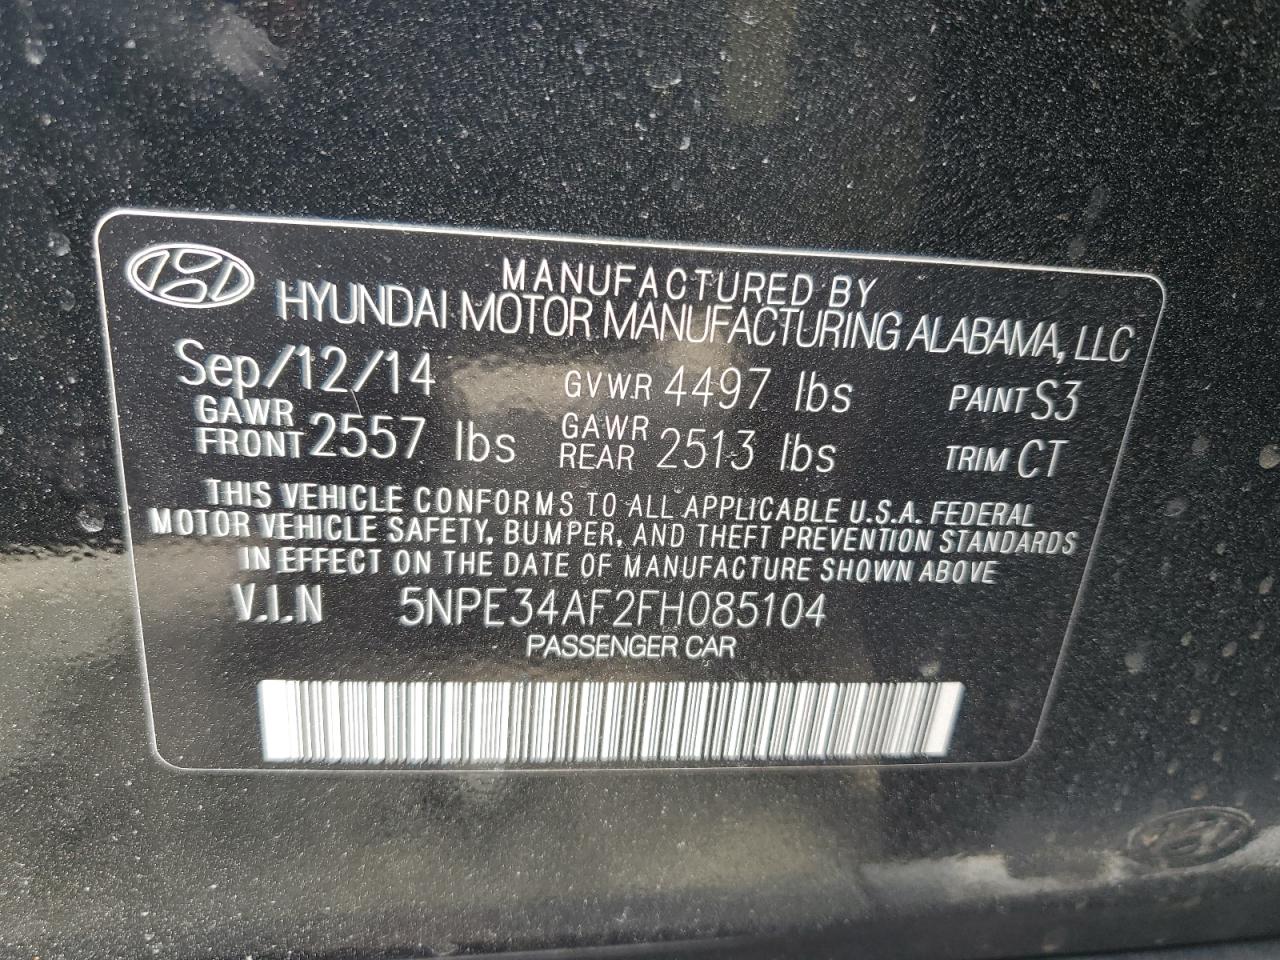 MANUFACTURED BY
HYUNDAI MOTOR MANUFACTURING ALABAMA, LLC
Sep/12/14 GVWR 4497 lbs PAINT S3
GAWR FRONT 2557 lbs GAWR REAR 2513 lbs TRIM CT
THIS VEHICLE CONFORMS TO ALL APPLICABLE U.S.A. FEDERAL
MOTOR VEHICLE SAFETY, BUMPER, AND THEFT PREVENTION STANDARDS
IN EFFECT ON THE DATE OF MANUFACTURE SHOWN ABOVE
V.I.N 5NPE34AF2FH085104
PASSENGER CAR